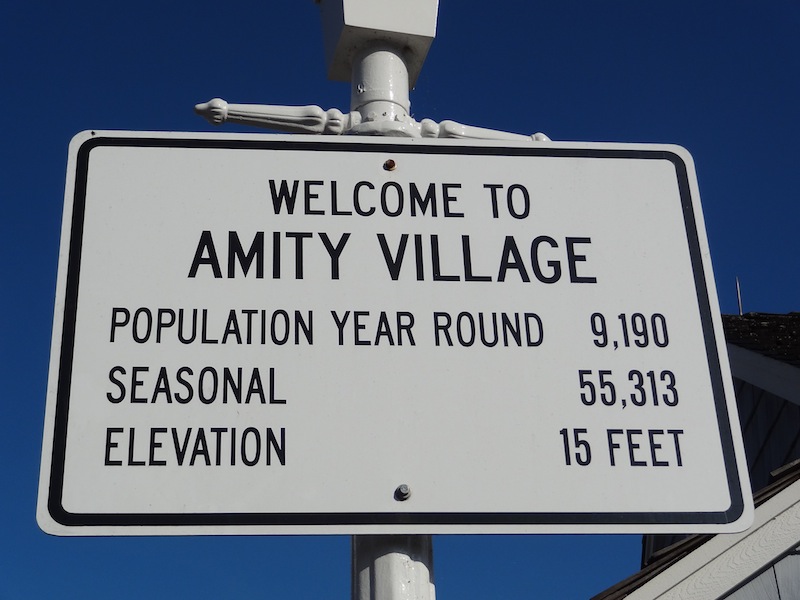 WELCOME TO
AMITY VILLAGE
POPULATION YEAR ROUND 9,190
SEASONAL 55,313
ELEVATION 15 FEET